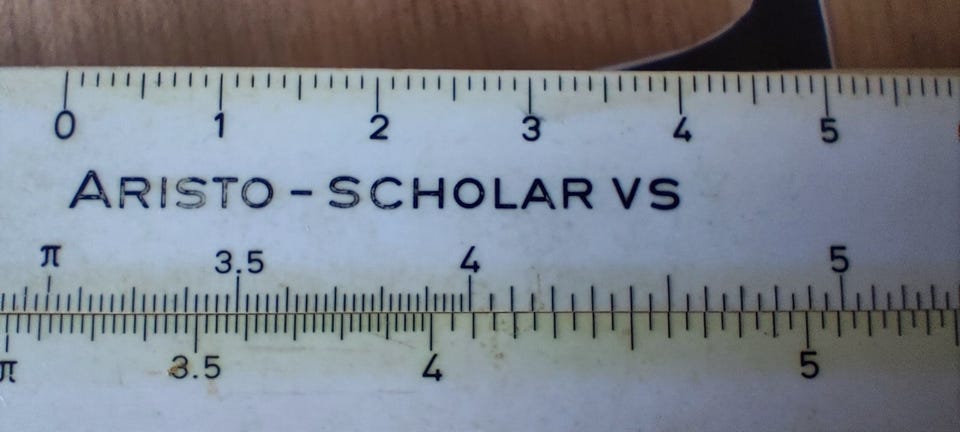 0 1 2 3 4 5
ARISTO - SCHOLAR VS
π 3.5 4 5
π 3.5 4 5